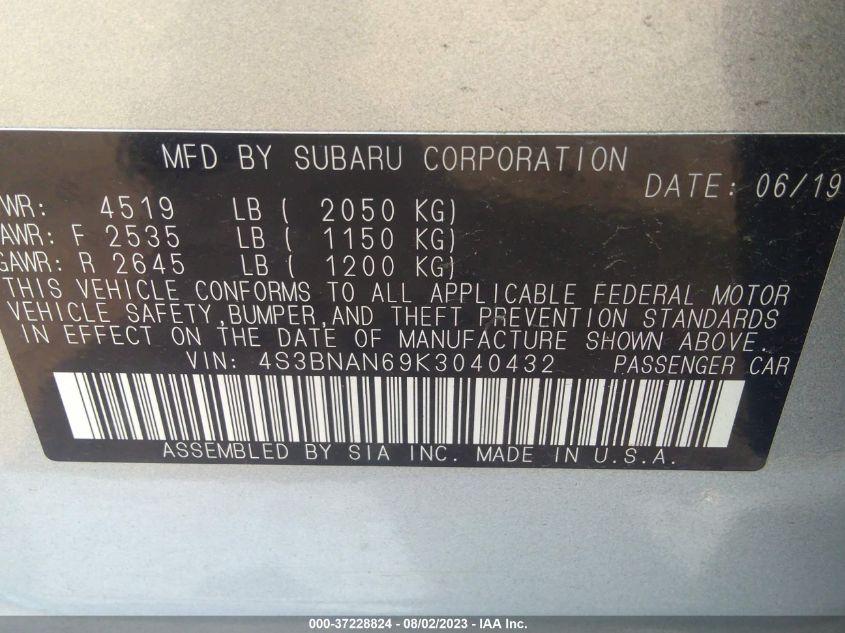 MFD BY SUBARU CORPORATION
DATE: 06/19
WR: 4519 LB ( 2050 KG)
AWR: F 2535 LB ( 1150 KG)
GAWR: R 2645 LB ( 1200 KG)
THIS VEHICLE CONFORMS TO ALL APPLICABLE FEDERAL MOTOR
VEHICLE SAFETY,BUMPER,AND THEFT PREVENTION STANDARDS
IN EFFECT ON THE DATE OF MANUFACTURE SHOWN ABOVE.
VIN: 4S3BNAN69K3040432 PASSENGER CAR
ASSEMBLED BY SIA INC. MADE IN U.S.A.
000-37228824 - 08/02/2023 - IAA Inc.